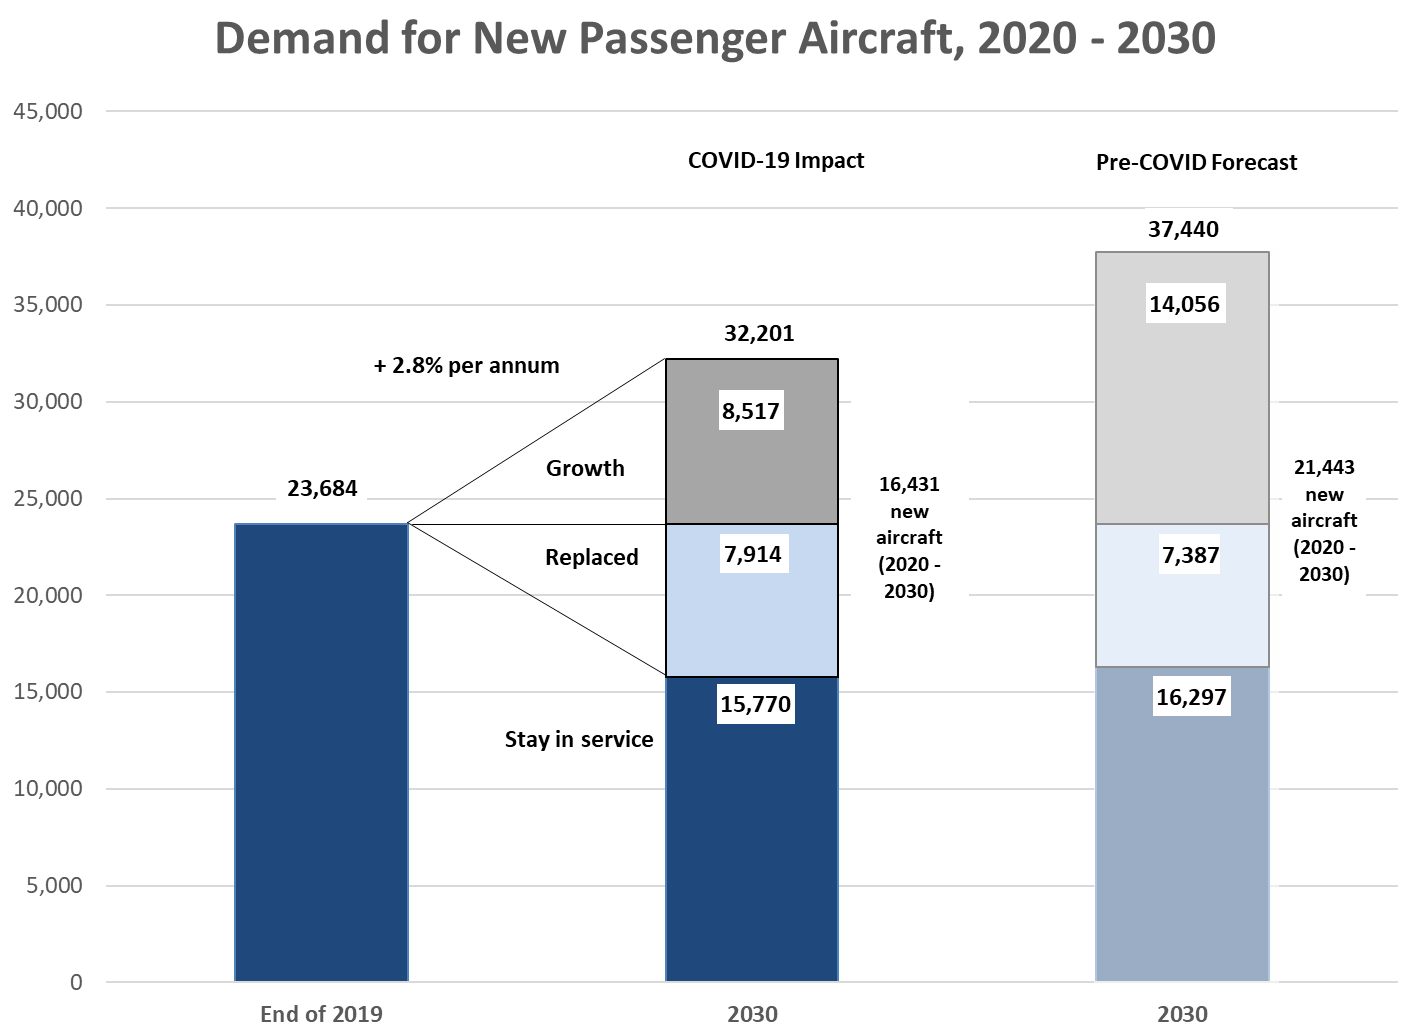 Demand for New Passenger Aircraft, 2020 - 2030
45,000
40,000
35,000
30,000
25,000
20,000
15,000
10,000
5,000
0
COVID-19 Impact
Pre-COVID Forecast
37,440
14,056
32,201
+ 2.8% per annum
8,517
Growth
23,684
16,431
new
aircraft
(2020 -
2030)
21,443
new
aircraft
(2020 -
2030)
Replaced
7,914
7,387
15,770
16,297
Stay in service
End of 2019
2030
2030